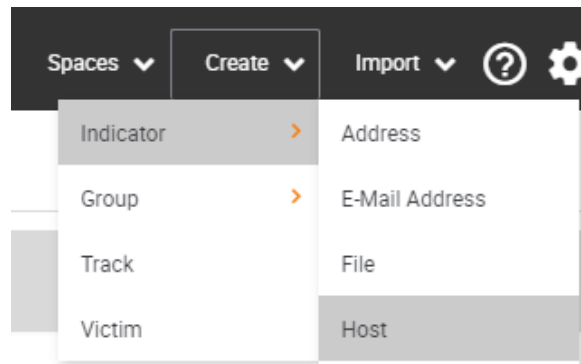 Spaces Create Import
Indicator Address
Group E-Mail Address
Track File
Victim Host